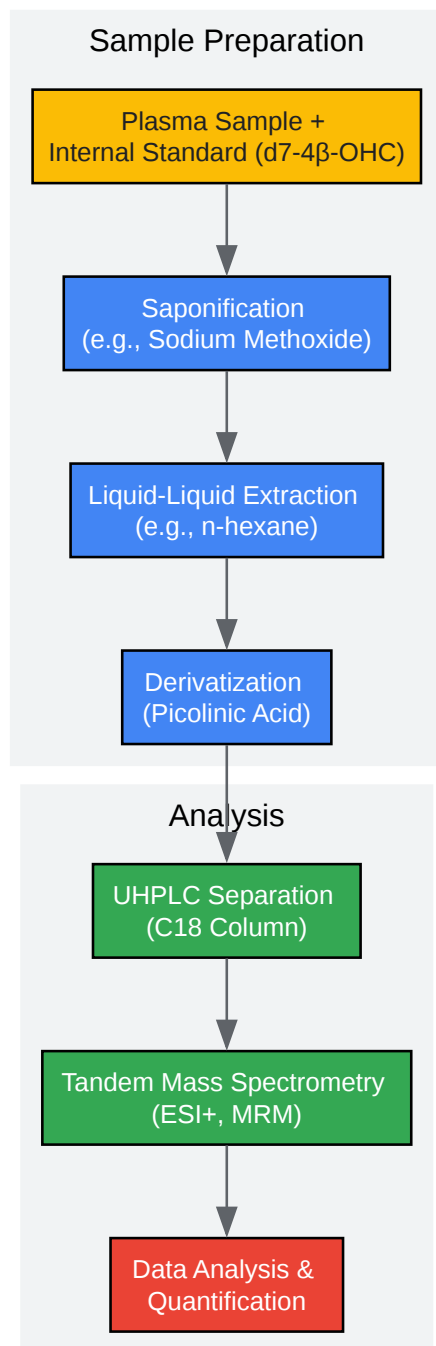 Sample Preparation
Plasma Sample +
Internal Standard (d7-4β-OHC)
Saponification
(e.g., Sodium Methoxide)
Liquid-Liquid Extraction
(e.g., n-hexane)
Derivatization
(Picolinic Acid)
Analysis
UHPLC Separation
(C18 Column)
Tandem Mass Spectrometry
(ESI+, MRM)
Data Analysis &
Quantification